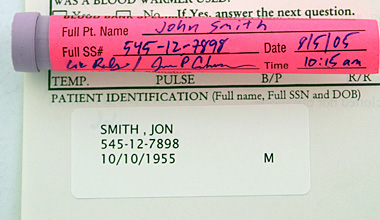 WAS A BLOOD WARMER USED?
No If Yes, answer the next question.
Full Pt. Name John Smith
Full SS# 545-12-7898 Date 8/5/05
Time 10:15 am
TEMP. PULSE B/P R/R
PATIENT IDENTIFICATION (Full name, Full SSN and DOB)
SMITH , JON
545-12-7898
10/10/1955 M